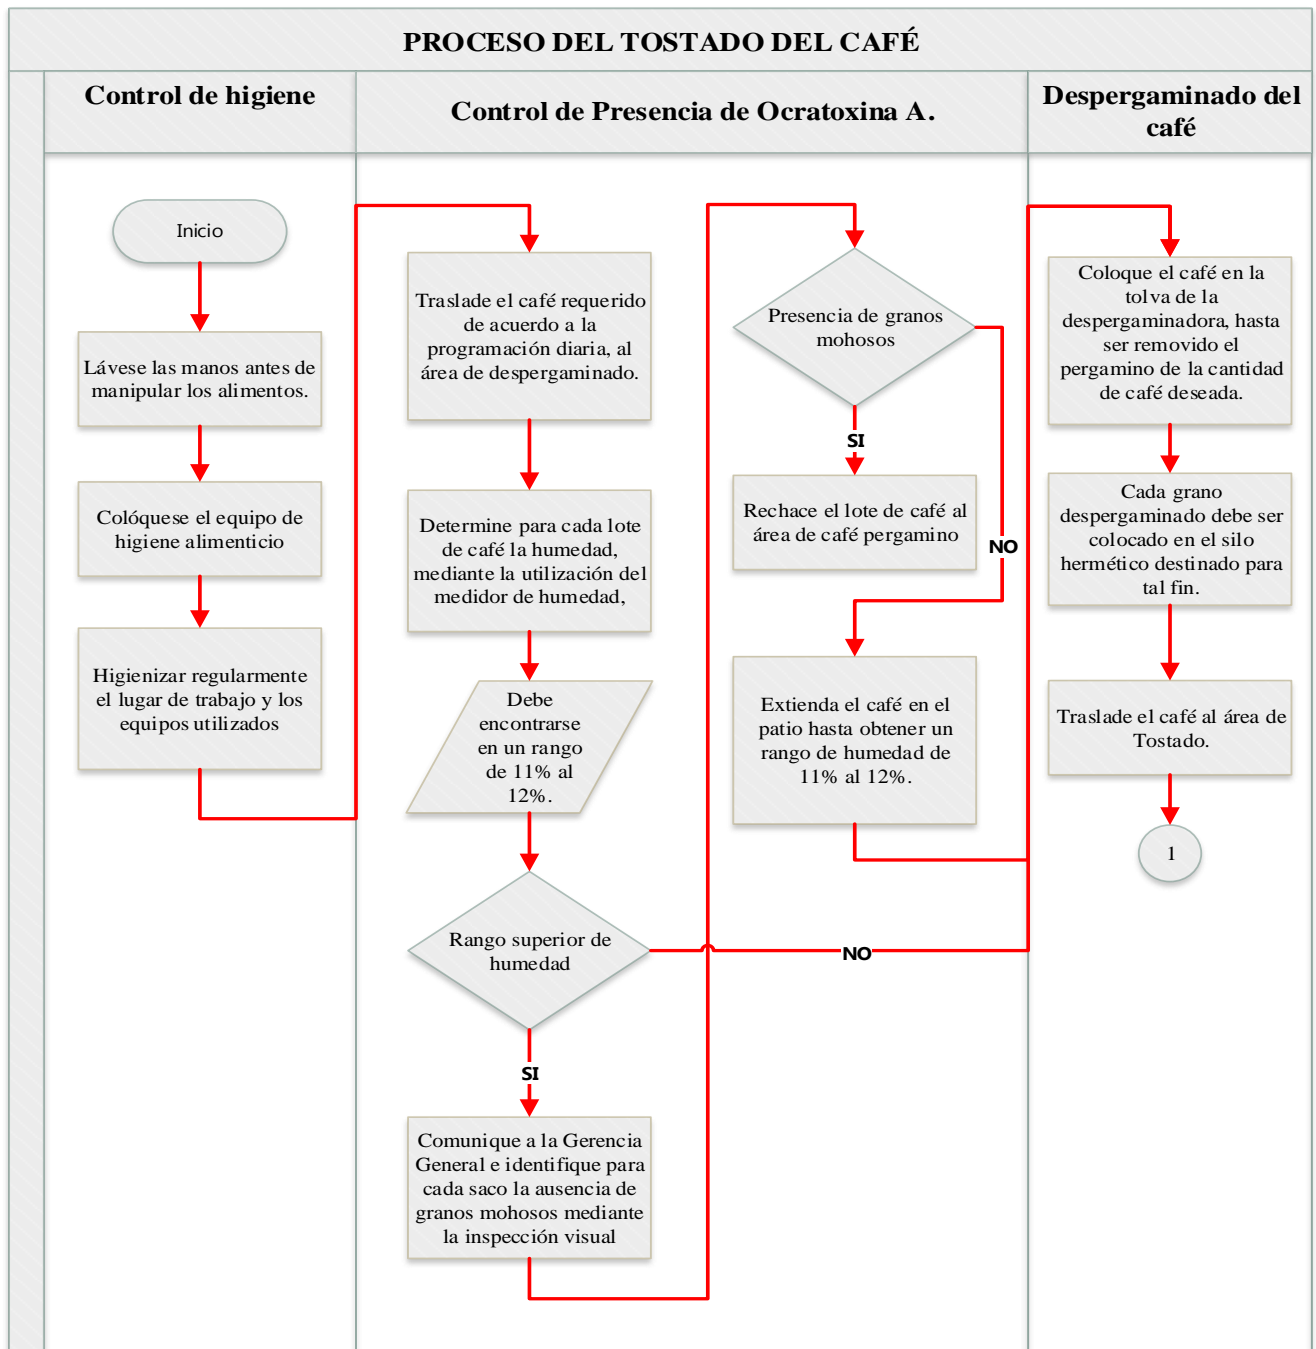 PROCESO DEL TOSTADO DEL CAFÉ
Control de higiene
Control de Presencia de Ocratoxina A.
Despergaminado del
café
Inicio
Lávese las manos antes de
manipular los alimentos.
Colóquese el equipo de
higiene alimenticio
Higienizar regularmente
el lugar de trabajo y los
equipos utilizados
Traslade el café requerido
de acuerdo a la
programación diaria, al
área de despergaminado.
Determine para cada lote
de café la humedad,
mediante la utilización del
medidor de humedad,
Debe
encontrarse
en un rango
de 11% al
12%.
Rango superior de
humedad
NO
SI
Comunique a la Gerencia
General e identifique para
cada saco la ausencia de
granos mohosos mediante
la inspección visual
Presencia de granos
mohosos
SI
NO
Rechace el lote de café al
área de café pergamino
Extienda el café en el
patio hasta obtener un
rango de humedad de
11% al 12%.
Coloque el café en la
tolva de la
despergaminadora, hasta
ser removido el
pergamino de la cantidad
de café deseada.
Cada grano
despergaminado debe ser
colocado en el silo
hermético destinado para
tal fin.
Traslade el café al área de
Tostado.
1